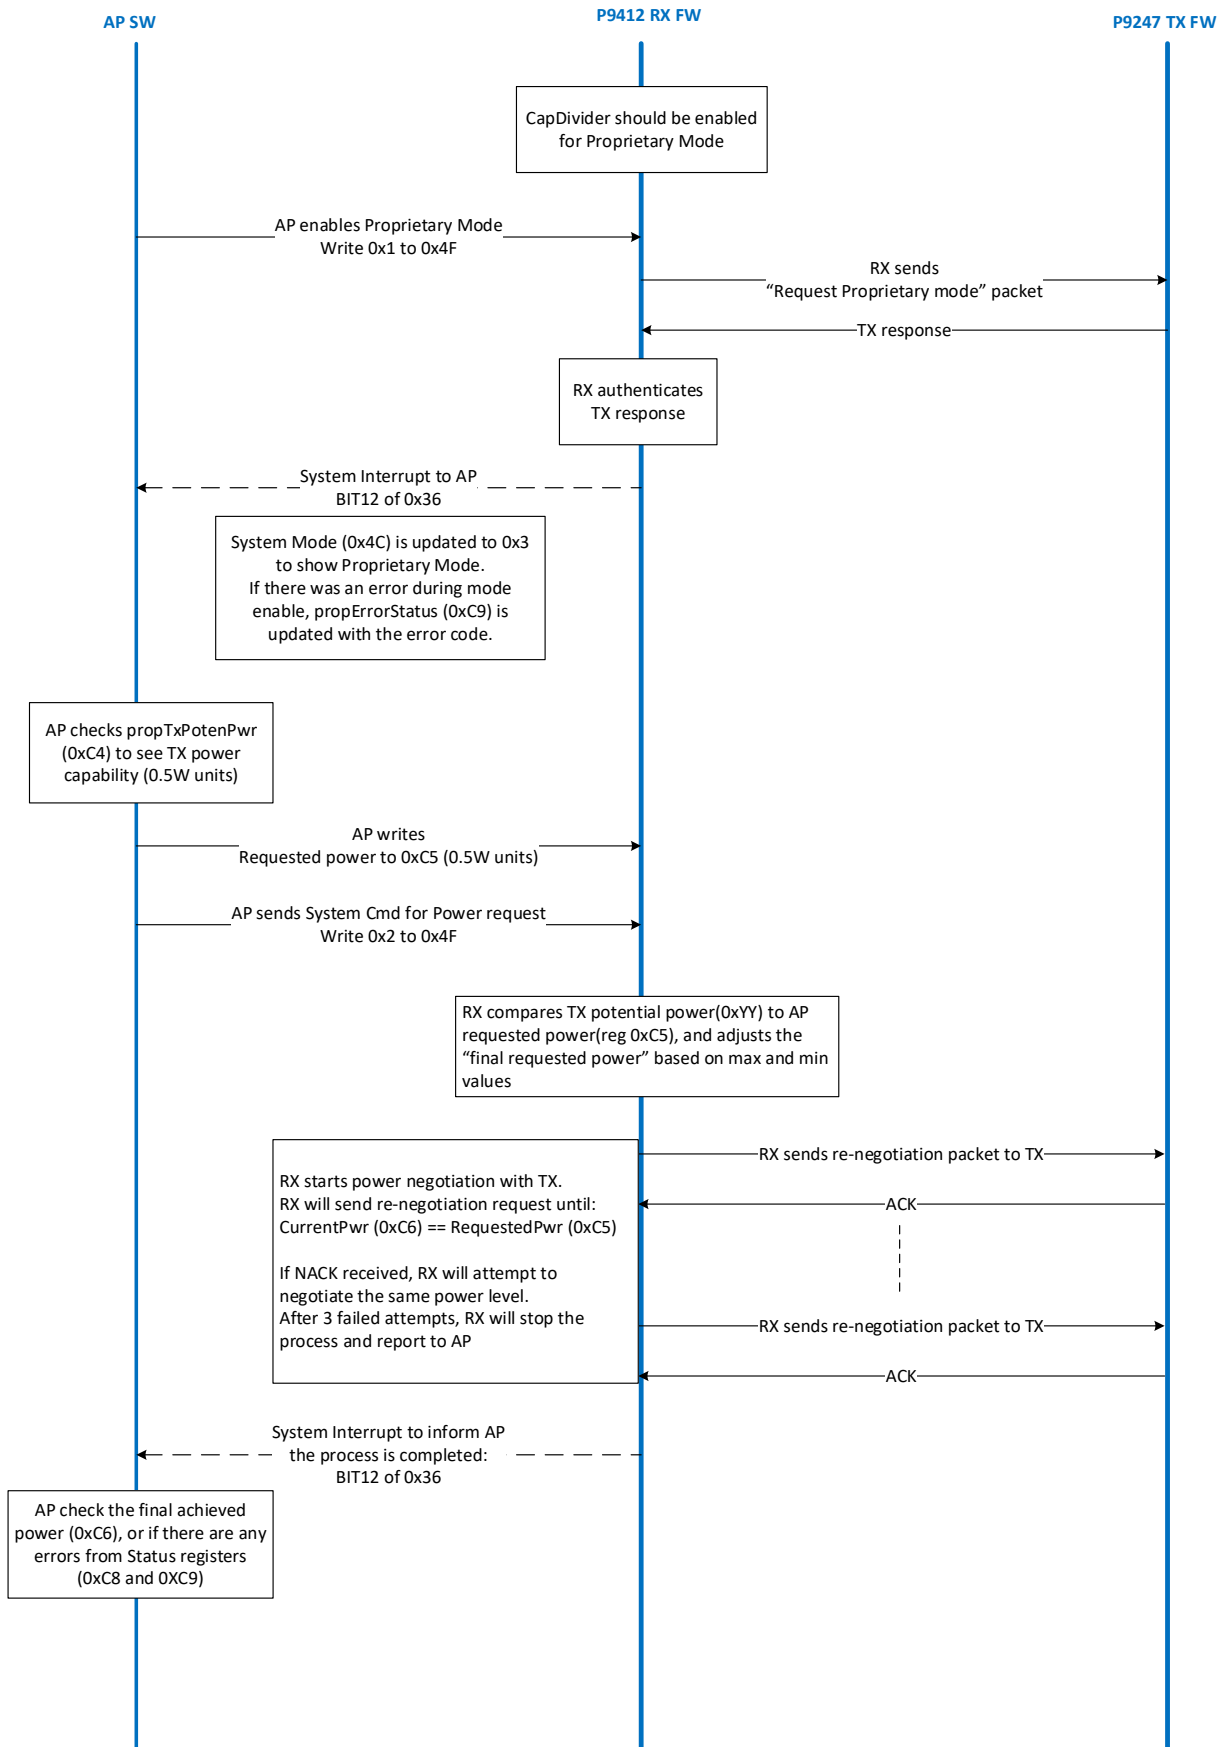 AP SW
P9412 RX FW
P9247 TX FW
CapDivider should be enabled
for Proprietary Mode
AP enables Proprietary Mode
Write 0x1 to 0x4F
RX sends
“Request Proprietary mode” packet
TX response
RX authenticates
TX response
System Interrupt to AP
BIT12 of 0x36
System Mode (0x4C) is updated to 0x3
to show Proprietary Mode.
If there was an error during mode
enable, propErrorStatus (0xC9) is
updated with the error code.
AP checks propTxPotenPwr
(0xC4) to see TX power
capability (0.5W units)
AP writes
Requested power to 0xC5 (0.5W units)
AP sends System Cmd for Power request
Write 0x2 to 0x4F
RX compares TX potential power(0xYY) to AP
requested power(reg 0xC5), and adjusts the
“final requested power” based on max and min
values
RX starts power negotiation with TX.
RX will send re-negotiation request until:
CurrentPwr (0xC6) == RequestedPwr (0xC5)
If NACK received, RX will attempt to
negotiate the same power level.
After 3 failed attempts, RX will stop the
process and report to AP
RX sends re-negotiation packet to TX
ACK
RX sends re-negotiation packet to TX
ACK
System Interrupt to inform AP
the process is completed:
BIT12 of 0x36
AP check the final achieved
power (0xC6), or if there are any
errors from Status registers
(0xC8 and 0XC9)